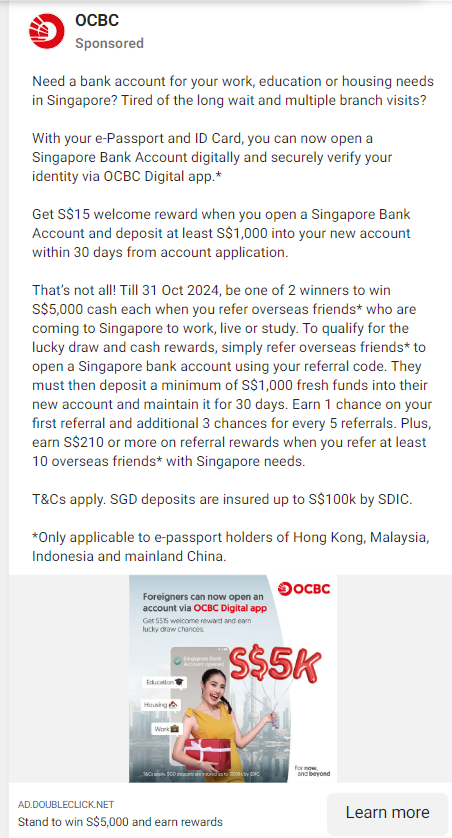 OCBC
Sponsored
Need a bank account for your work, education or housing needs
in Singapore? Tired of the long wait and multiple branch visits?
With your e-Passport and ID Card, you can now open a
Singapore Bank Account digitally and securely verify your
identity via OCBC Digital app.*
Get S$15 welcome reward when you open a Singapore Bank
Account and deposit at least S$1,000 into your new account
within 30 days from account application.
That's not all! Till 31 Oct 2024, be one of 2 winners to win
S$5,000 cash each when you refer overseas friends* who are
coming to Singapore to work, live or study. To qualify for the
lucky draw and cash rewards, simply refer overseas friends* to
open a Singapore bank account using your referral code. They
must then deposit a minimum of S$1,000 fresh funds into their
new account and maintain it for 30 days. Earn 1 chance on your
first referral and additional 3 chances for every 5 referrals. Plus,
earn S$210 or more on referral rewards when you refer at least
10 overseas friends* with Singapore needs.
T&Cs apply. SGD deposits are insured up to S$100k by SDIC.
*Only applicable to e-passport holders of Hong Kong, Malaysia,
Indonesia and mainland China.
OCBC
Foreigners can now open an
account via OCBC Digital app
Get S$15 welcome reward and earn
lucky draw chances.
S$5K
Singapore Bank
Account opened
Education
Housing
Work
T&Cs apply. SGD deposits are insured up to S$100k by SDIC
For now,
and beyond
AD.DOUBLECLICK.NET
Stand to win S$5,000 and earn rewards
Learn more